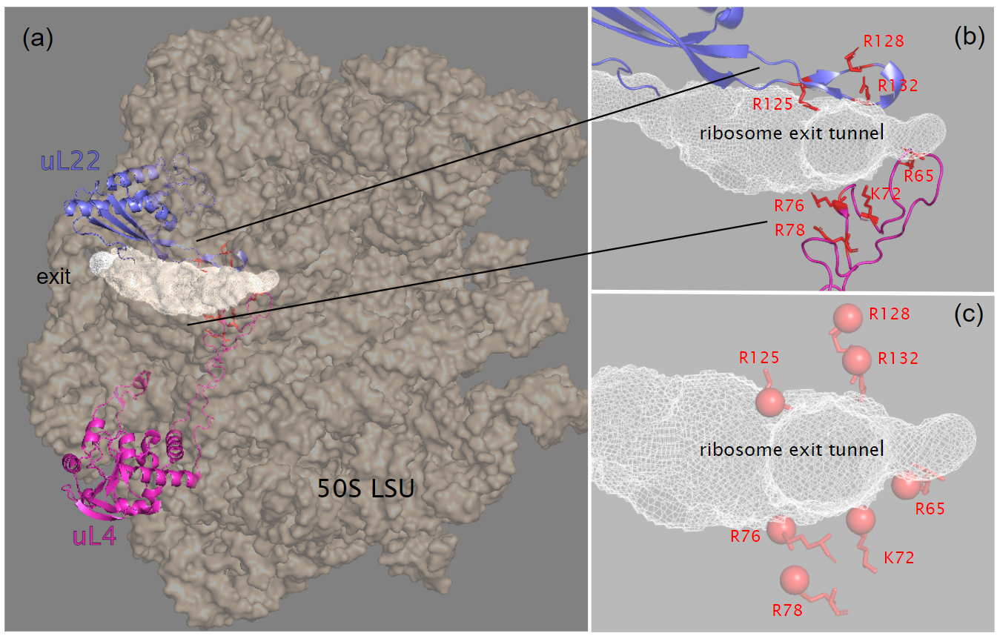 (a)
uL22
exit
50S LSU
uL4
(b)
R128
R132
R125
ribosome exit tunnel
R65
R76
K72
R78
(c)
R128
R125
R132
ribosome exit tunnel
R65
R76
K72
R78